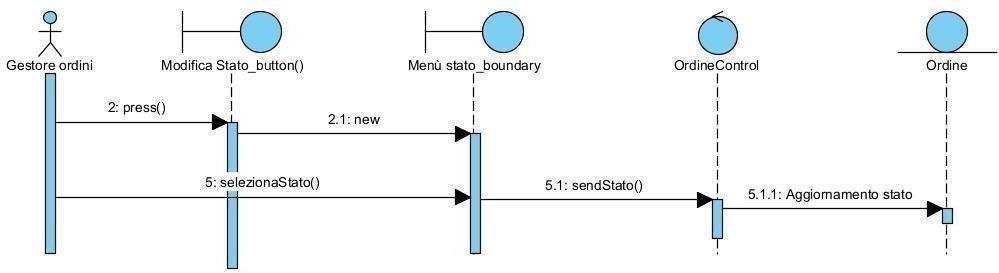 Gestore ordini
Modifica Stato_button()
Menù stato_boundary
OrdineControl
Ordine
2: press()
2.1: new
5: selezionaStato()
5.1: sendStato()
5.1.1: Aggiornamento stato